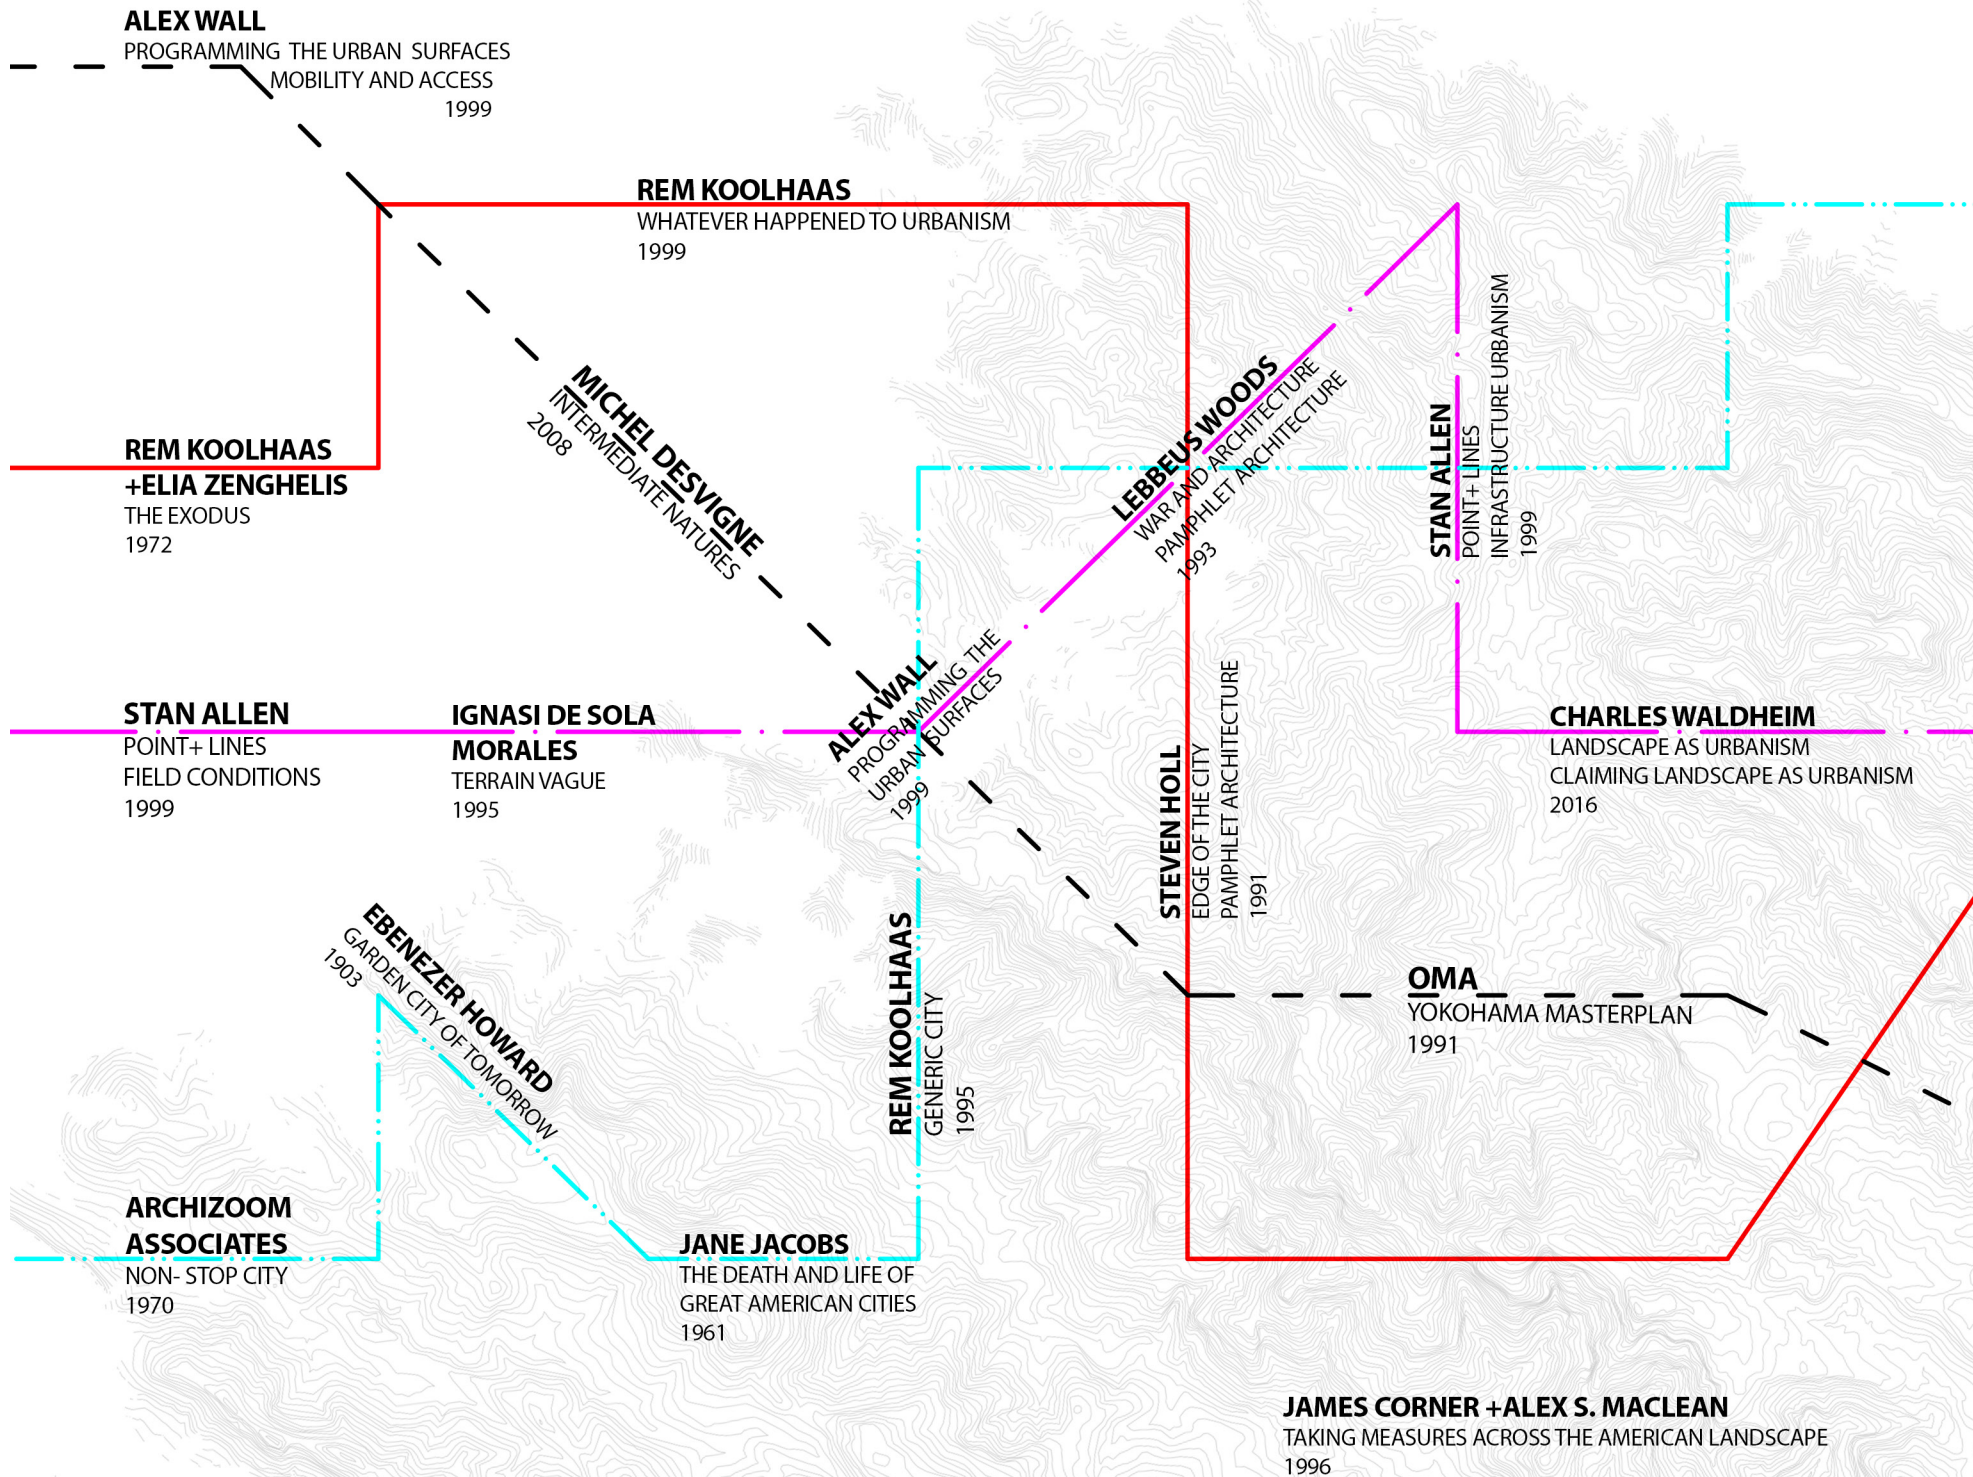 ALEX WALL
PROGRAMMING THE URBAN SURFACES
MOBILITY AND ACCESS
1999
REM KOOLHAAS
WHATEVER HAPPENED TO URBANISM
1999
MICHEL DESVIGNE
INTERMEDIATE NATURES
2008
LEBBEUS WOODS
WAR AND ARCHITECTURE
PAMPHLET ARCHITECTURE
1993
STAN ALLEN
POINT+ LINES
INFRASTRUCTURE URBANISM
1999
REM KOOLHAAS
+ELIA ZENGHELIS
THE EXODUS
1972
STAN ALLEN
POINT+ LINES
FIELD CONDITIONS
1999
IGNASI DE SOLA
MORALES
TERRAIN VAGUE
1995
ALEX WALL
PROGRAMMING THE
URBAN SURFACES
1999
STEVEN HOLL
EDGE OF THE CITY
PAMPHLET ARCHITECTURE
1991
CHARLES WALDHEIM
LANDSCAPE AS URBANISM
CLAIMING LANDSCAPE AS URBANISM
2016
EBENEZER HOWARD
GARDEN CITY OF TOMORROW
1903
REM KOOLHAAS
GENERIC CITY
1995
OMA
YOKOHAMA MASTERPLAN
1991
ARCHIZOOM
ASSOCIATES
NON- STOP CITY
1970
JANE JACOBS
THE DEATH AND LIFE OF
GREAT AMERICAN CITIES
1961
JAMES CORNER +ALEX S. MACLEAN
TAKING MEASURES ACROSS THE AMERICAN LANDSCAPE
1996